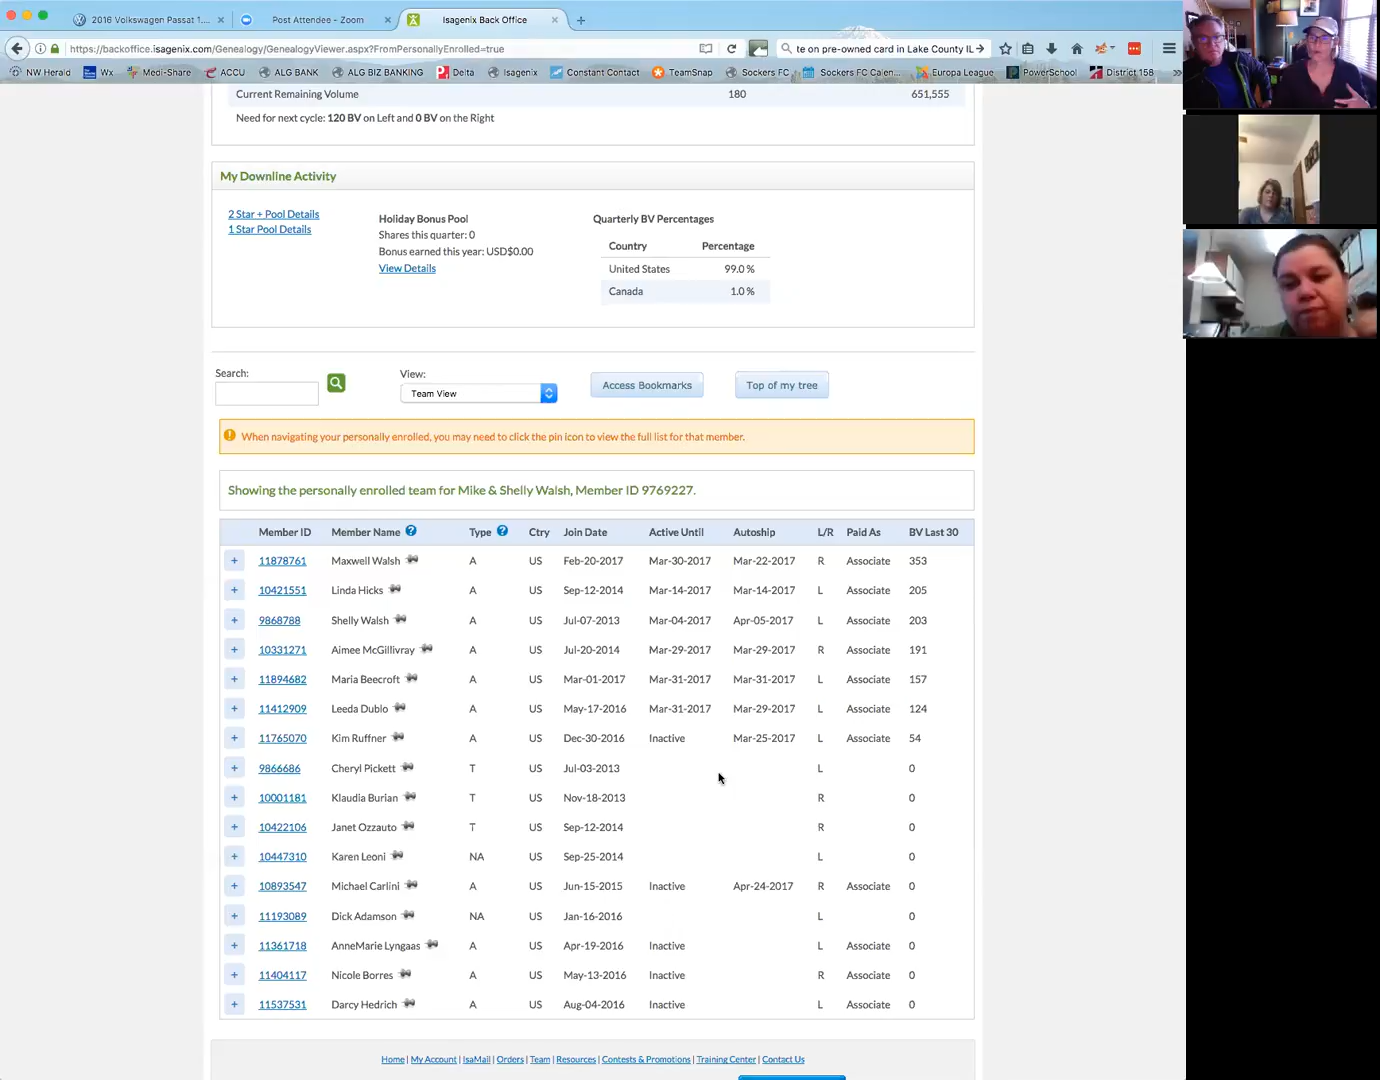 2016 Volkswagen Passat 1....
Post Attendee - Zoom
Isagenix Back Office
https://backoffice.isagenix.com/Genealogy/GenealogyViewer.aspx?FromPersonallyEnrolled=true
te on pre-owned card in Lake County IL
NW Herald Wx Medi-Share ACCU ALG BANK ALG BIZ BANKING Delta Isagenix Constant Contact TeamSnap Sockers FC Sockers FC Calen... Europa League PowerSchool District 158
Current Remaining Volume 180 651,555
Need for next cycle: 120 BV on Left and 0 BV on the Right
My Downline Activity
2 Star + Pool Details
1 Star Pool Details
Holiday Bonus Pool
Shares this quarter: 0
Bonus earned this year: USD$0.00
View Details
Quarterly BV Percentages
Country Percentage
United States 99.0 %
Canada 1.0 %
Search:
View:
Team View
Access Bookmarks
Top of my tree
When navigating your personally enrolled, you may need to click the pin icon to view the full list for that member.
Showing the personally enrolled team for Mike & Shelly Walsh, Member ID 9769227.
Member ID Member Name Type Ctry Join Date Active Until Autoship L/R Paid As BV Last 30
+ 11878761 Maxwell Walsh A US Feb-20-2017 Mar-30-2017 Mar-22-2017 R Associate 353
+ 10421551 Linda Hicks A US Sep-12-2014 Mar-14-2017 Mar-14-2017 L Associate 205
+ 9868788 Shelly Walsh A US Jul-07-2013 Mar-04-2017 Apr-05-2017 L Associate 203
+ 10331271 Aimee McGillivray A US Jul-20-2014 Mar-29-2017 Mar-29-2017 R Associate 191
+ 11894682 Maria Beecroft A US Mar-01-2017 Mar-31-2017 Mar-31-2017 L Associate 157
+ 11412909 Leeda Dublo A US May-17-2016 Mar-31-2017 Mar-29-2017 L Associate 124
+ 11765070 Kim Ruffner A US Dec-30-2016 Inactive Mar-25-2017 L Associate 54
+ 9866686 Cheryl Pickett T US Jul-03-2013 L 0
+ 10001181 Klaudia Burian T US Nov-18-2013 R 0
+ 10422106 Janet Ozzauto T US Sep-12-2014 R 0
+ 10447310 Karen Leoni NA US Sep-25-2014 L 0
+ 10893547 Michael Carlini A US Jun-15-2015 Inactive Apr-24-2017 R Associate 0
+ 11193089 Dick Adamson NA US Jan-16-2016 L 0
+ 11361718 AnneMarie Lyngaas A US Apr-19-2016 Inactive L Associate 0
+ 11404117 Nicole Borres A US May-13-2016 Inactive R Associate 0
+ 11537531 Darcy Hedrich A US Aug-04-2016 Inactive L Associate 0
Home | My Account | IsaMail | Orders | Team | Resources | Contests & Promotions | Training Center | Contact Us